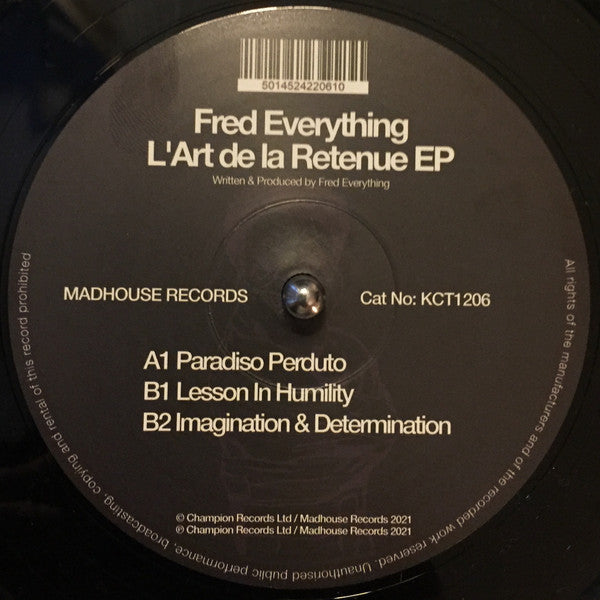 5014524220610
Fred Everything
L'Art de la Retenue EP
Written & Produced by Fred Everything
MADHOUSE RECORDS
Cat No: KCT1206
A1 Paradiso Perduto
B1 Lesson In Humility
B2 Imagination & Determination
© Champion Records Ltd / Madhouse Records 2021
℗ Champion Records Ltd / Madhouse Records 2021
All rights of the manufacturers and of the recorded work reserved. Unauthorised public performance, broadcasting, copying and rental of this record prohibited